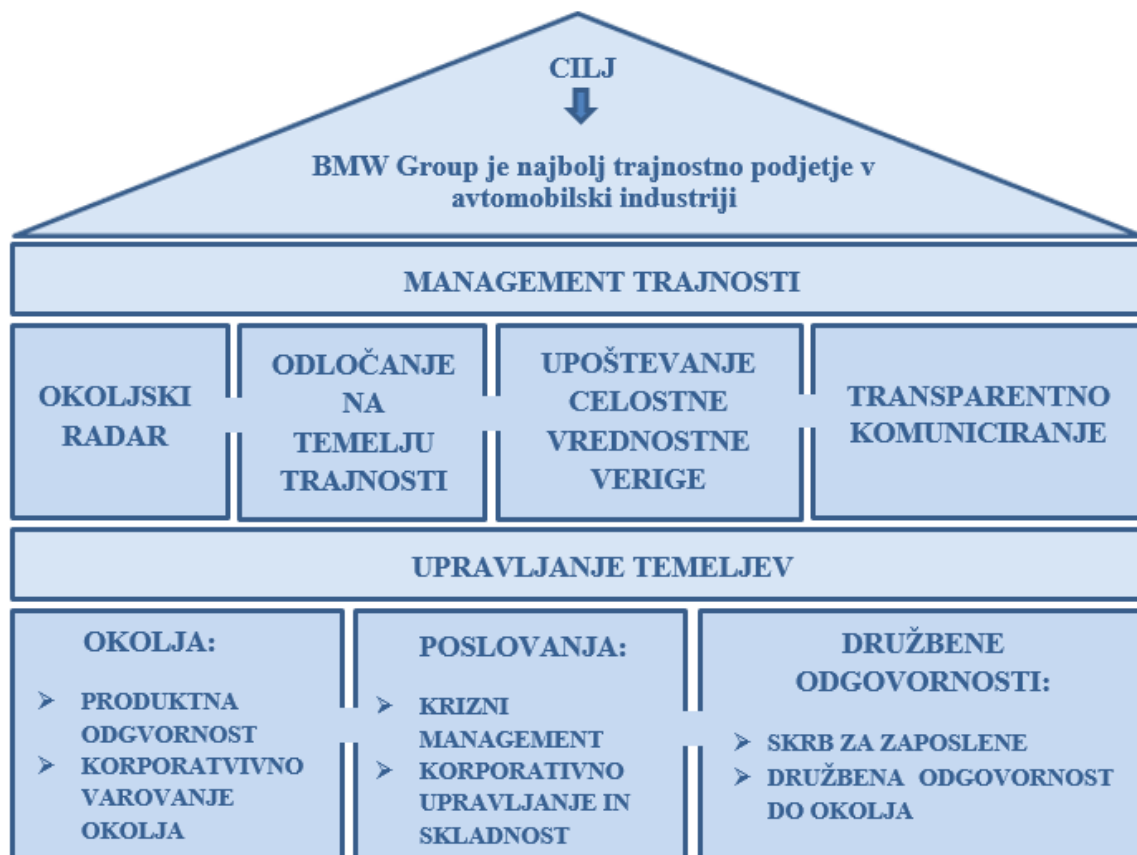 CILJ
BMW Group je najbolj trajnostno podjetje v
avtomobilski industriji
MANAGEMENT TRAJNOSTI
OKOLJSKI
RADAR
ODLOČANJE
NA
TEMELJU
TRAJNOSTI
UPOŠTEVANJE
CELOSTNE
VREDNOSTNE
VERIGE
TRANSPARENTNO
KOMUNICIRANJE
UPRAVLJANJE TEMELJEV
OKOLJA:
➢ PRODUKTNA
ODGVORNOST
➢ KORPORATVIVNO
VAROVANJE
OKOLJA
POSLOVANJA:
➢ KRIZNI
MANAGEMENT
➢ KORPORATIVNO
UPRAVLJANJE IN
SKLADNOST
DRUŽBENE
ODGOVORNOSTI:
➢ SKRB ZA ZAPOSLENE
➢ DRUŽBENA ODGOVORNOST
DO OKOLJA